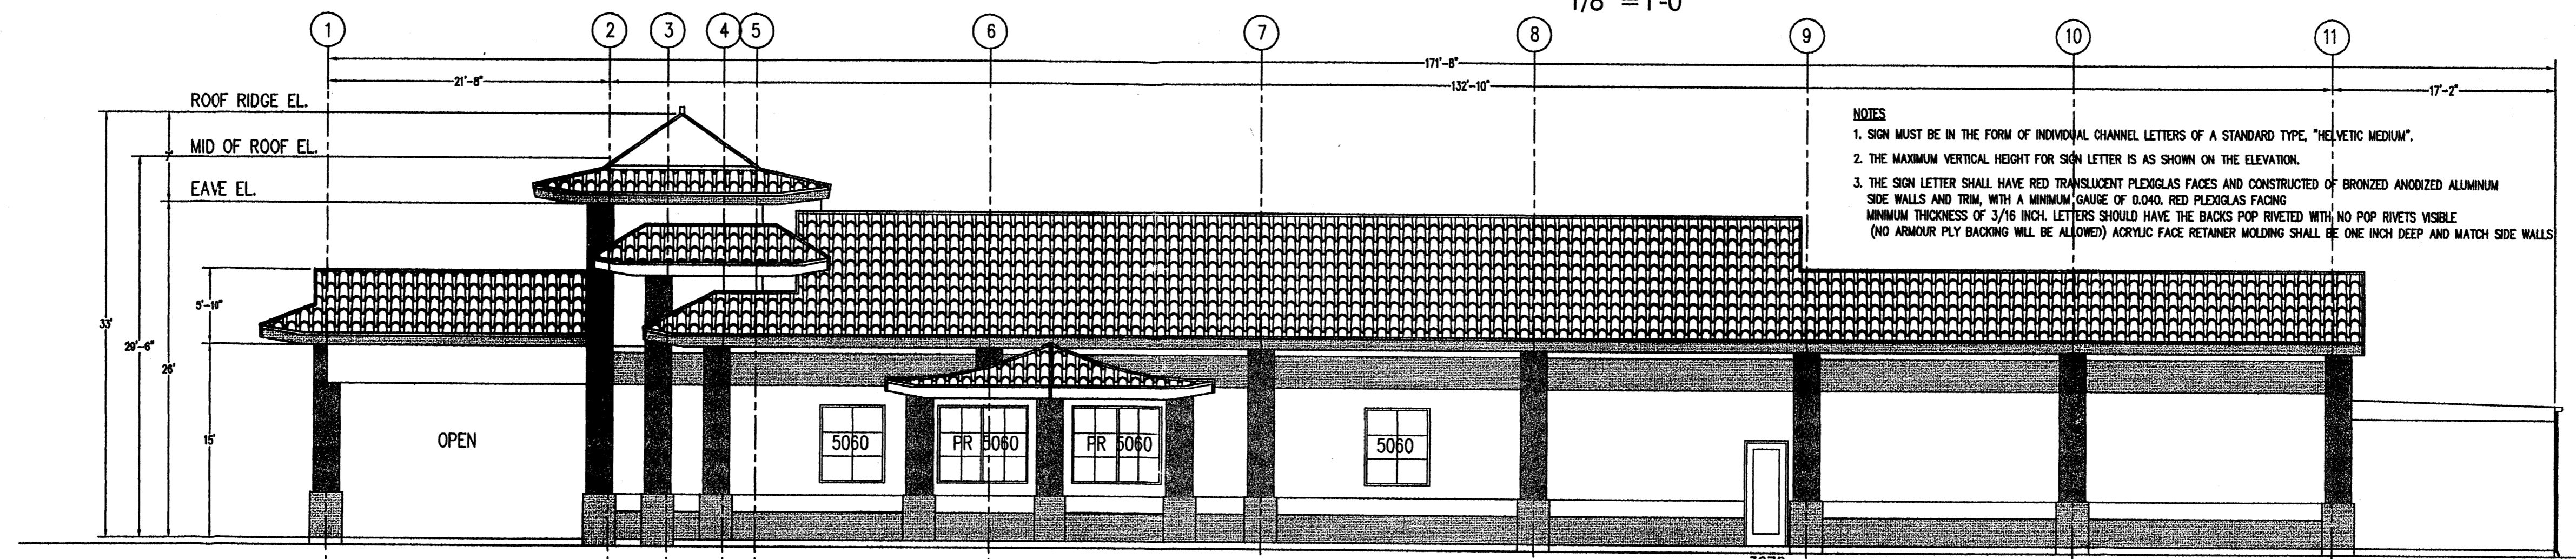 1/8"=1'-0"
1 2 3 4 5 6 7 8 9 10 11
171'-8"
21'-8"
132'-10"
17'-2"
ROOF RIDGE EL.
MID OF ROOF EL.
EAVE EL.
NOTES
1. SIGN MUST BE IN THE FORM OF INDIVIDUAL CHANNEL LETTERS OF A STANDARD TYPE, "HELVETIC MEDIUM".
2. THE MAXIMUM VERTICAL HEIGHT FOR SIGN LETTER IS AS SHOWN ON THE ELEVATION.
3. THE SIGN LETTER SHALL HAVE RED TRANSLUCENT PLEXIGLAS FACES AND CONSTRUCTED OF BRONZED ANODIZED ALUMINUM
SIDE WALLS AND TRIM, WITH A MINIMUM GAUGE OF 0.040. RED PLEXIGLAS FACING
MINIMUM THICKNESS OF 3/16 INCH. LETTERS SHOULD HAVE THE BACKS POP RIVETED WITH NO POP RIVETS VISIBLE
(NO ARMOUR PLY BACKING WILL BE ALLOWED) ACRYLIC FACE RETAINER MOLDING SHALL BE ONE INCH DEEP AND MATCH SIDE WALLS
7'
5'-10"
33'
29'-6"
26'
15'
OPEN
5060
PR 5060
PR 5060
5060